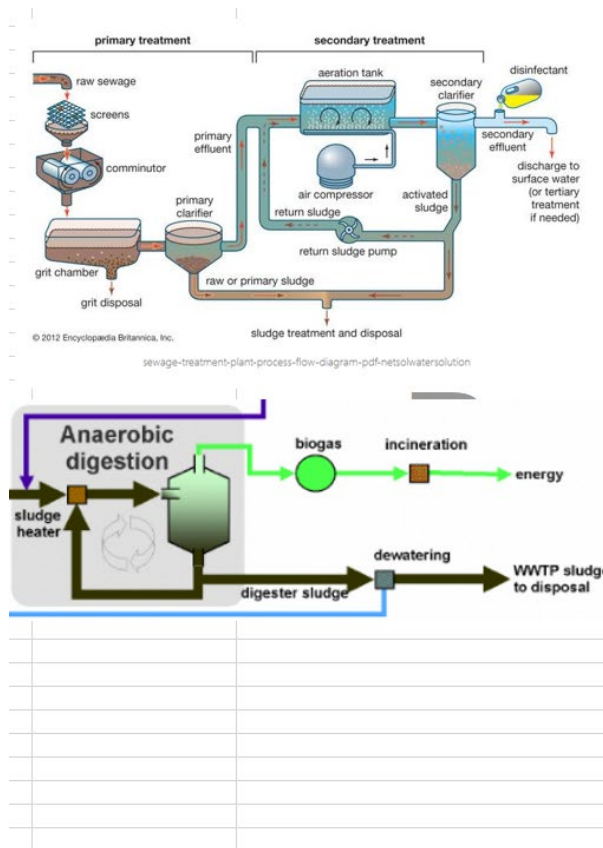 primary treatment
secondary treatment
raw sewage
screens
comminutor
grit chamber
grit disposal
primary
clarifier
primary
effluent
raw or primary sludge
aeration tank
air compressor
return sludge
return sludge pump
secondary
clarifier
activated
sludge
disinfectant
secondary
effluent
discharge to
surface water
(or tertiary
treatment
if needed)
sludge treatment and disposal
© 2012 Encyclopædia Britannica, Inc.
sewage-treatment-plant-process-flow-diagram-pdf-netsolwatersolution
Anaerobic
digestion
sludge
heater
biogas
incineration
energy
digester sludge
dewatering
WWTP sludge
to disposal